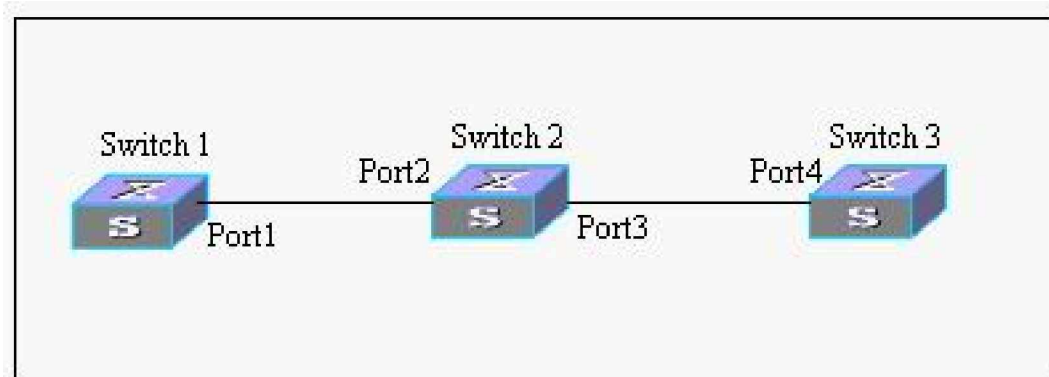 Switch 1
Switch 2
Switch 3
Port2
Port4
Port1
Port3
S
S
S